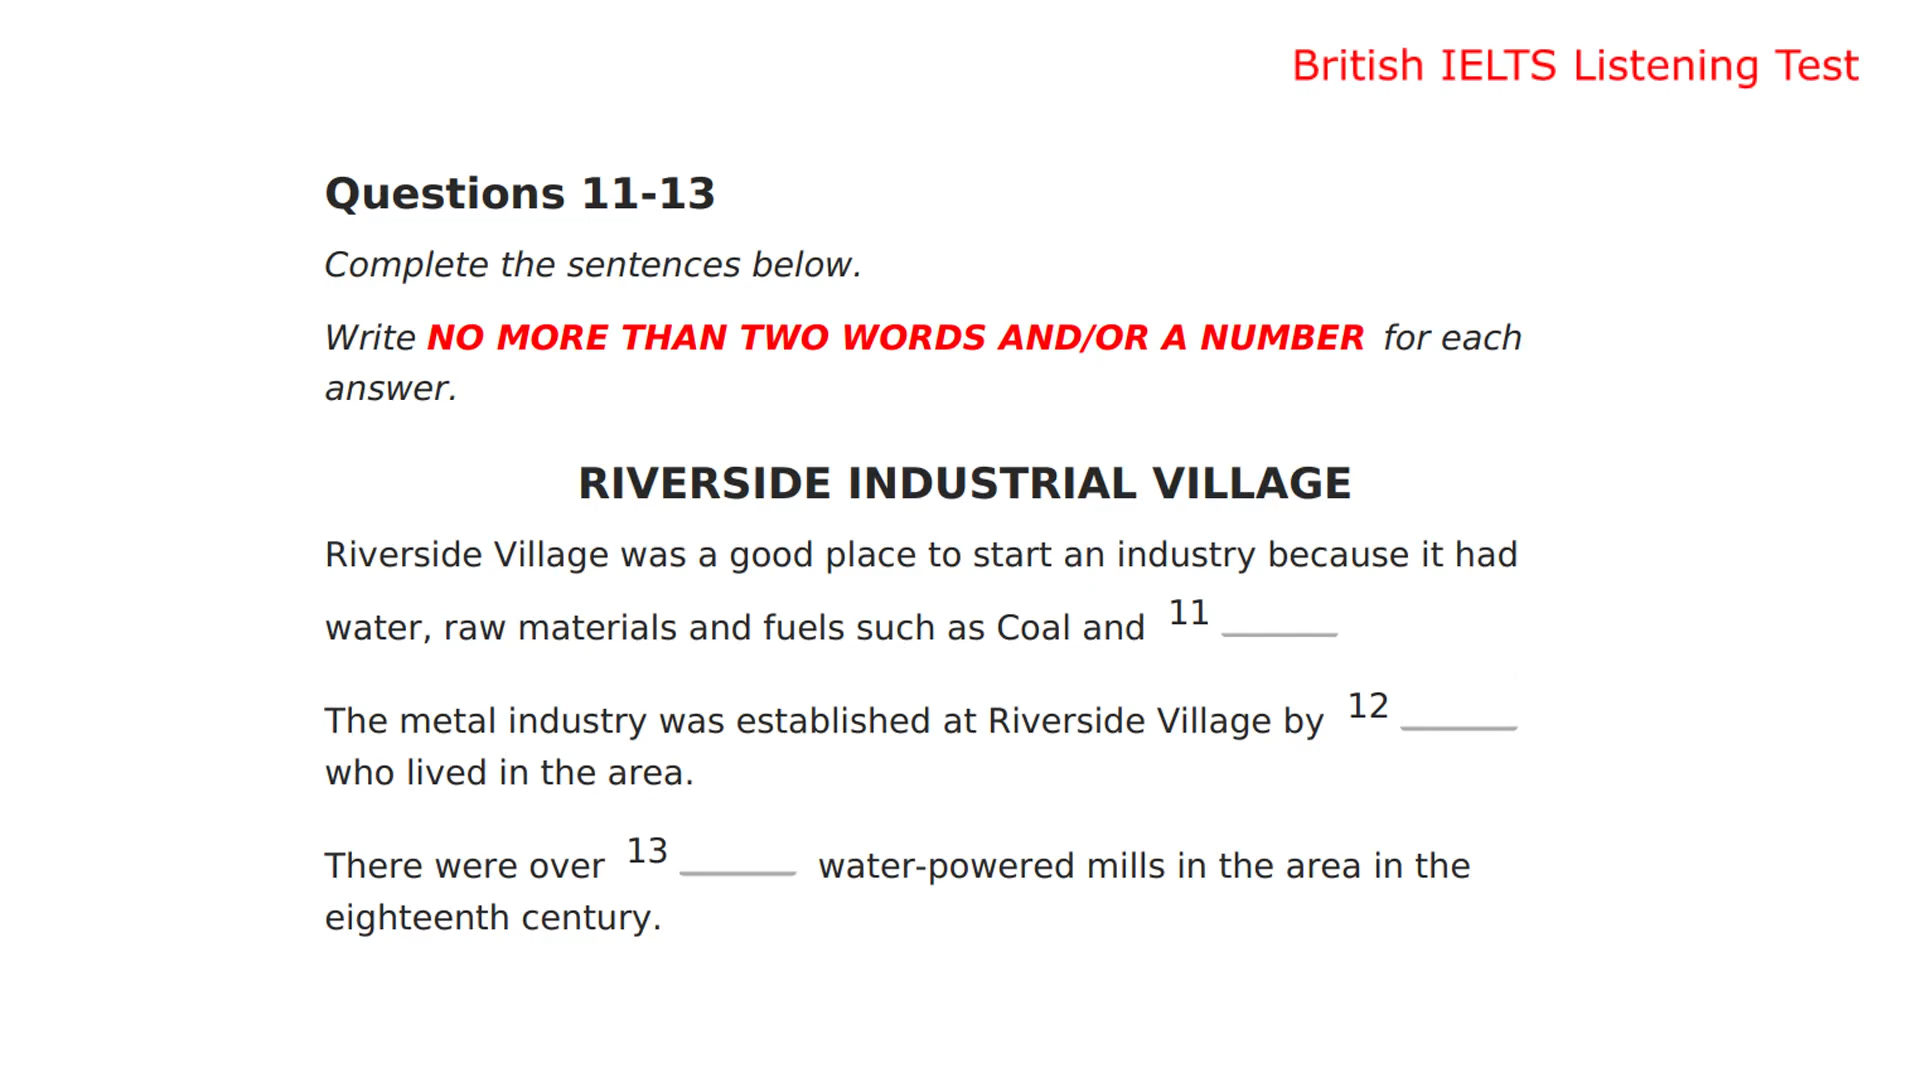 British IELTS Listening Test
Questions 11-13
Complete the sentences below.
Write NO MORE THAN TWO WORDS AND/OR A NUMBER for each
answer.
RIVERSIDE INDUSTRIAL VILLAGE
Riverside Village was a good place to start an industry because it had
water, raw materials and fuels such as Coal and 11 ______
The metal industry was established at Riverside Village by 12 ______
who lived in the area.
There were over 13 ______ water-powered mills in the area in the
eighteenth century.